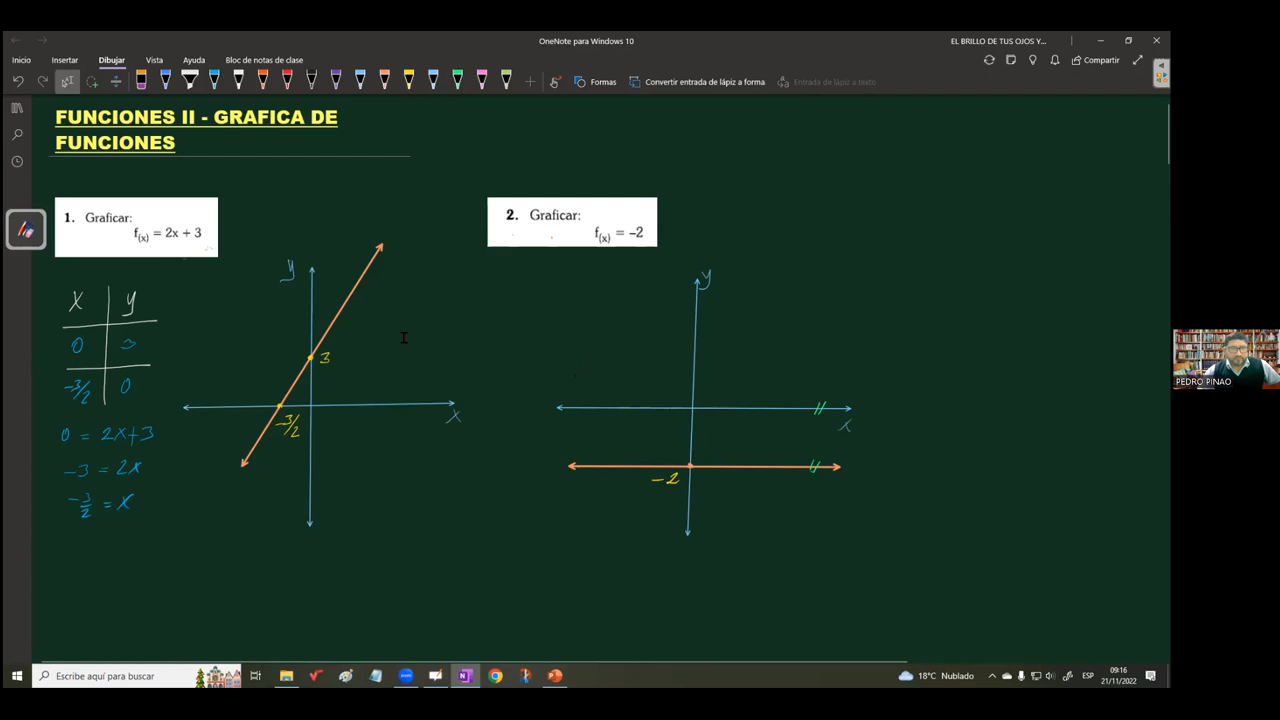 OneNote para Windows 10
EL BRILLO DE TUS OJOS Y...
Inicio
Insertar
Dibujar
Vista
Ayuda
Bloc de notas de clase
Compartir
Formas
Convertir entrada de lápiz a forma
Entrada de lápiz a texto
FUNCIONES II - GRAFICA DE
FUNCIONES
1. Graficar:
f(x) = 2x + 3
x y
0 3
-3/2 0
0 = 2x+3
-3 = 2x
-3/2 = x
y
3
-3/2
x
2. Graficar:
f(x) = -2
y
x
-2
PEDRO PINAO
Escribe aquí para buscar
18°C Nublado
ESP
09:16
21/11/2022